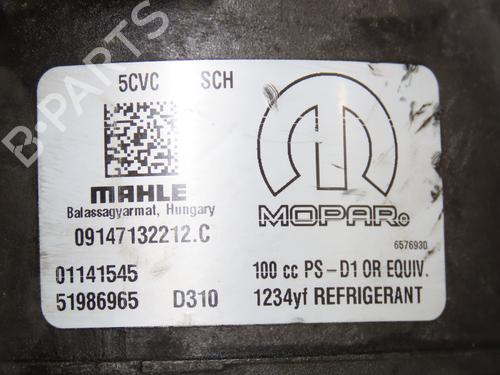 B-PARTS
5CVC SCH
MAHLE
Balassagyarmat, Hungary
09147132212.C
MOPAR®
6576930
01141545
51986965 D310
100 cc PS-D1 OR EQUIV.
1234yf REFRIGERANT